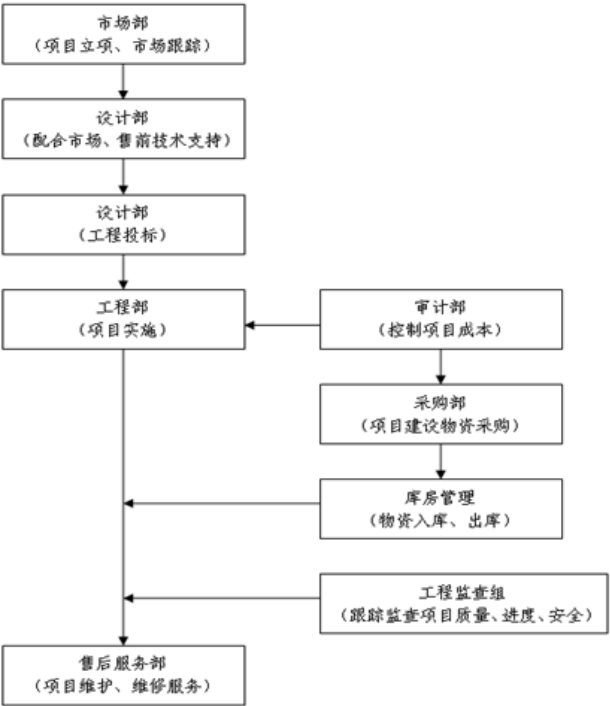 市场部
（项目立项、市场跟踪）
设计部
（配合市场、售前技术支持）
设计部
（工程投标）
工程部
（项目实施）
审计部
（控制项目成本）
采购部
（项目建设物资采购）
库房管理
（物资入库、出库）
工程监查组
（跟踪监查项目质量、进度、安全）
售后服务部
（项目维护、维修服务）